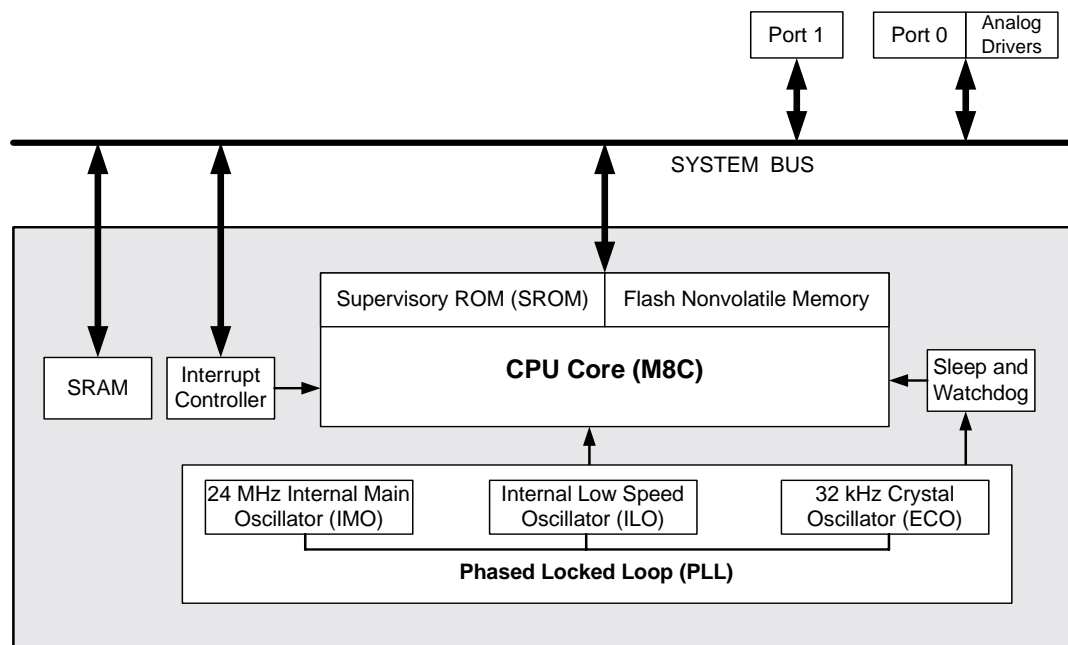 Port 1
Port 0
Analog
Drivers
SYSTEM BUS
Supervisory ROM (SROM)
Flash Nonvolatile Memory
CPU Core (M8C)
SRAM
Interrupt
Controller
Sleep and
Watchdog
24 MHz Internal Main
Oscillator (IMO)
Internal Low Speed
Oscillator (ILO)
32 kHz Crystal
Oscillator (ECO)
Phased Locked Loop (PLL)